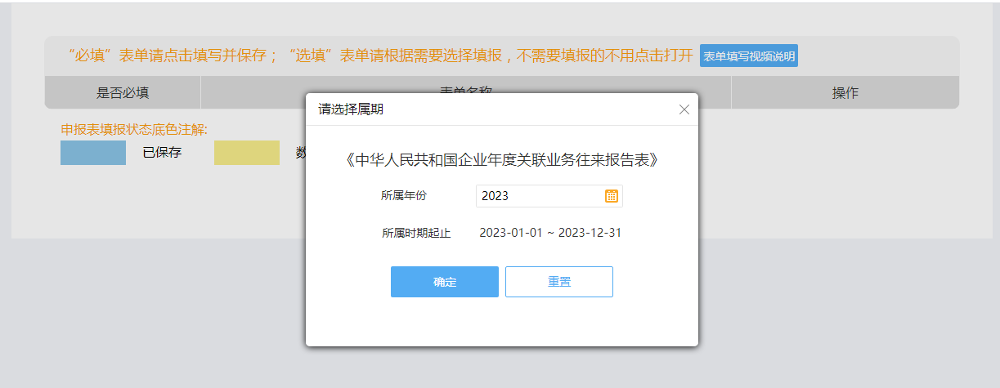 “必填”表单请点击填写并保存；“选填”表单请根据需要选择填报，不需要填报的不用点击打开 表单填写视频说明
是否必填 表单名称 操作
请选择属期
申报表填报状态底色注解:
已保存 数
《中华人民共和国企业年度关联业务往来报告表》
所属年份 2023
所属时期起止 2023-01-01 ~ 2023-12-31
确定 重置